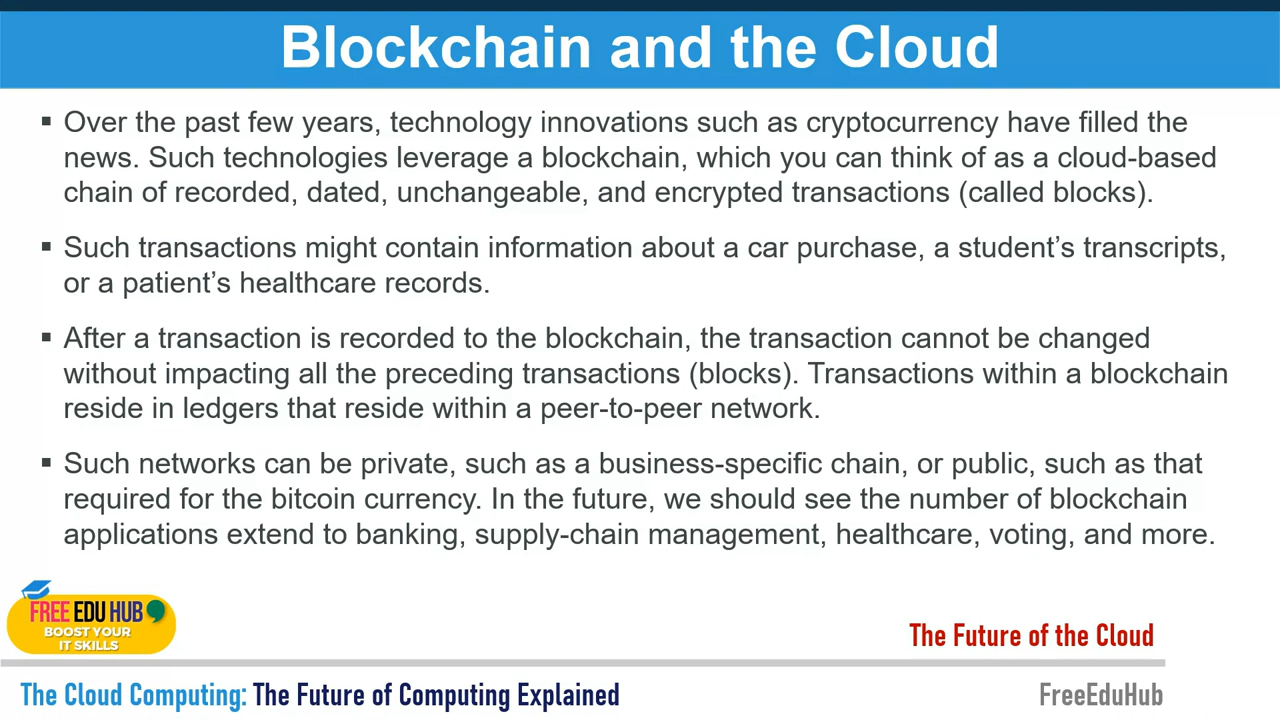 Blockchain and the Cloud
▪ Over the past few years, technology innovations such as cryptocurrency have filled the
news. Such technologies leverage a blockchain, which you can think of as a cloud-based
chain of recorded, dated, unchangeable, and encrypted transactions (called blocks).
▪ Such transactions might contain information about a car purchase, a student’s transcripts,
or a patient’s healthcare records.
▪ After a transaction is recorded to the blockchain, the transaction cannot be changed
without impacting all the preceding transactions (blocks). Transactions within a blockchain
reside in ledgers that reside within a peer-to-peer network.
▪ Such networks can be private, such as a business-specific chain, or public, such as that
required for the bitcoin currency. In the future, we should see the number of blockchain
applications extend to banking, supply-chain management, healthcare, voting, and more.
FREE EDU HUB
BOOST YOUR
IT SKILLS
The Future of the Cloud
The Cloud Computing: The Future of Computing Explained
FreeEduHub